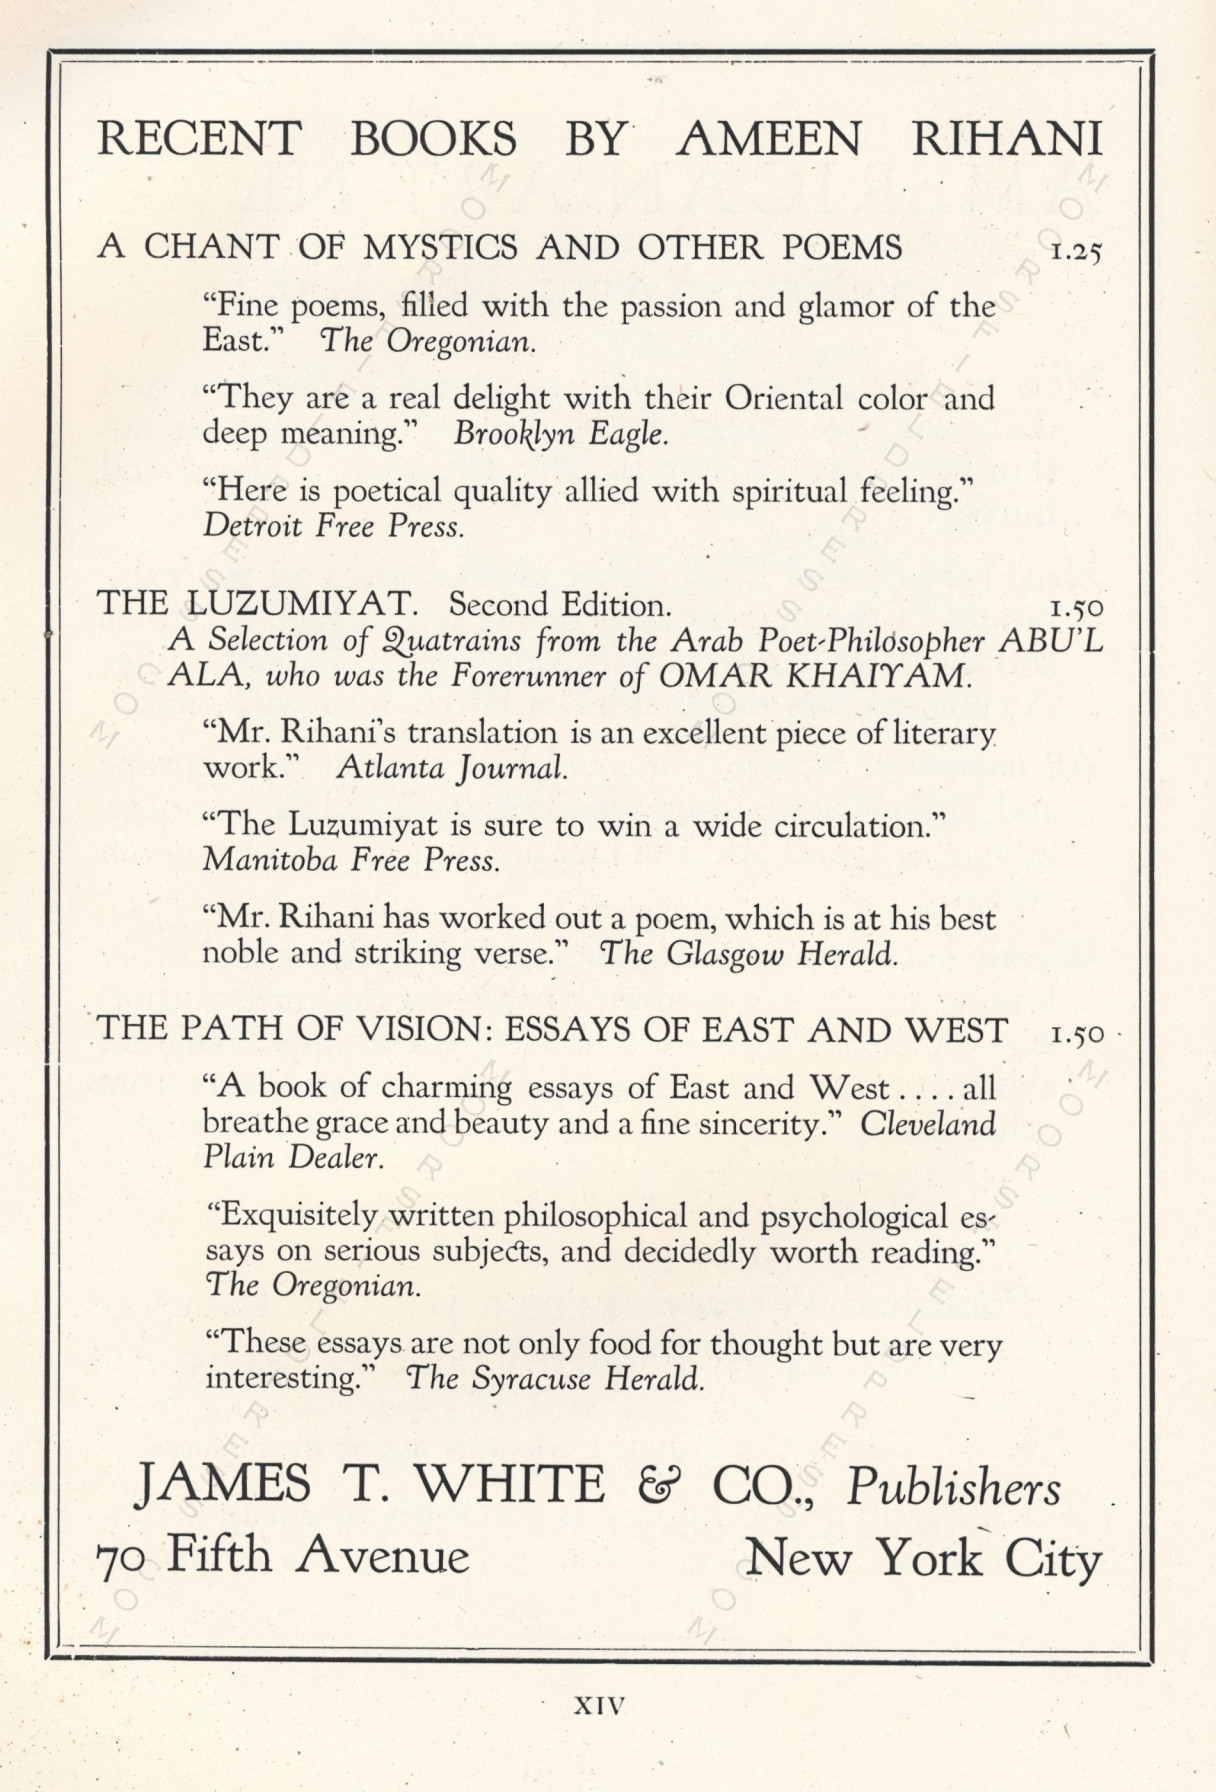 RECENT BOOKS BY AMEEN RIHANI
A CHANT OF MYSTICS AND OTHER POEMS 1.25
“Fine poems, filled with the passion and glamor of the
East.” The Oregonian.
“They are a real delight with their Oriental color and
deep meaning.” Brooklyn Eagle.
“Here is poetical quality allied with spiritual feeling.”
Detroit Free Press.
THE LUZUMIYAT. Second Edition. 1.50
A Selection of Quatrains from the Arab Poet-Philosopher ABU’L
ALA, who was the Forerunner of OMAR KHAIYAM.
“Mr. Rihani’s translation is an excellent piece of literary
work.” Atlanta Journal.
“The Luzumiyat is sure to win a wide circulation.”
Manitoba Free Press.
“Mr. Rihani has worked out a poem, which is at his best
noble and striking verse.” The Glasgow Herald.
THE PATH OF VISION: ESSAYS OF EAST AND WEST 1.50
“A book of charming essays of East and West . . . . all
breathe grace and beauty and a fine sincerity.” Cleveland
Plain Dealer.
“Exquisitely written philosophical and psychological es-
says on serious subjects, and decidedly worth reading.”
The Oregonian.
“These essays are not only food for thought but are very
interesting.” The Syracuse Herald.
JAMES T. WHITE & CO., Publishers
70 Fifth Avenue New York City
XIV